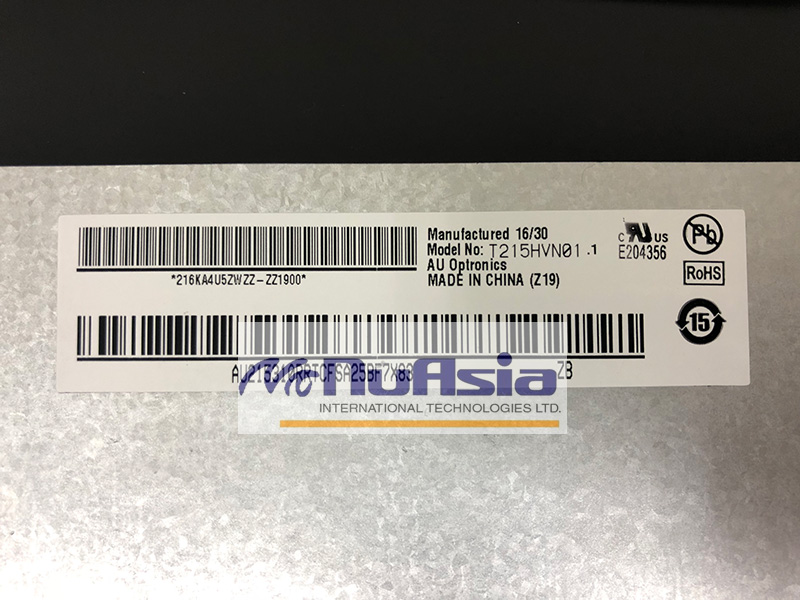 Manufactured 16/30
Model No: T215HVN01 .1
AU Optronics
MADE IN CHINA (Z19)
*216KA4U5ZWZZ-ZZ1900*
c RU US
E204356
Pb
RoHS
15
ZB
NuAsia
INTERNATIONAL TECHNOLOGIES LTD.